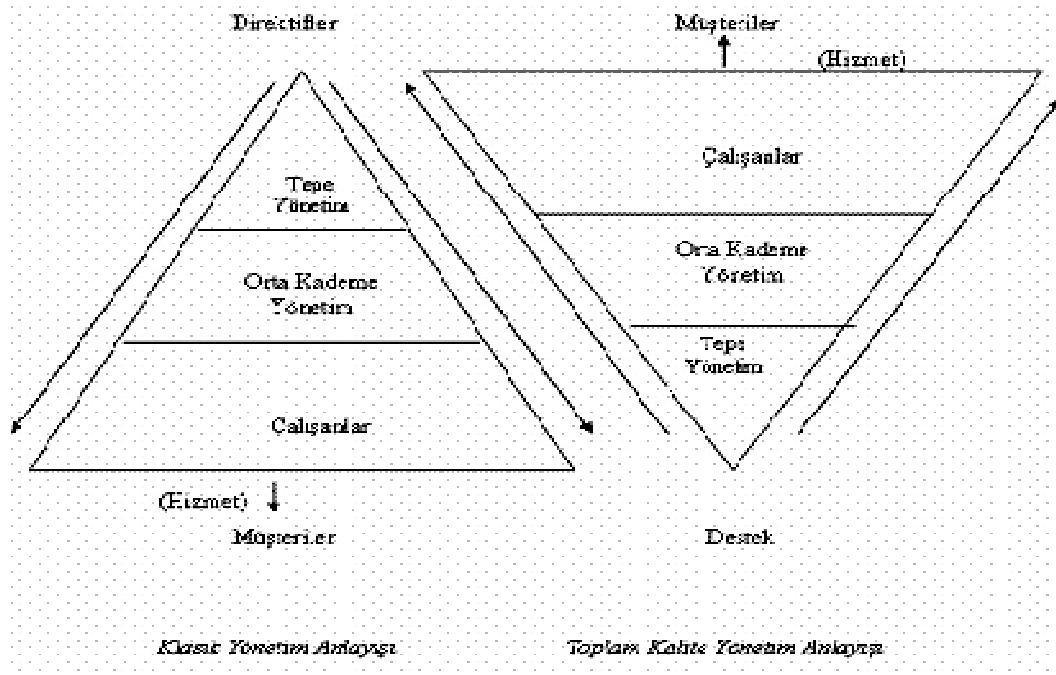 Direktifler
Tepe
Yönetim
Orta Kademe
Yönetim
Çalışanlar
(Hizmet)
Müşteriler
Klasik Yönetim Anlayışı
Müşteriler
(Hizmet)
Çalışanlar
Orta Kademe
Yönetim
Tepe
Yönetim
Destek
Toplam Kalite Yönetim Anlayışı